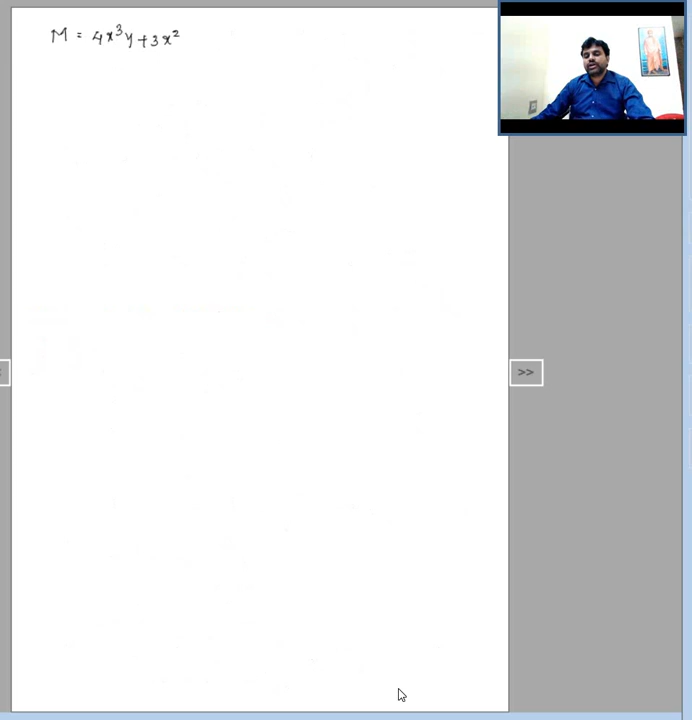 M = 4x³y + 3x²
>>